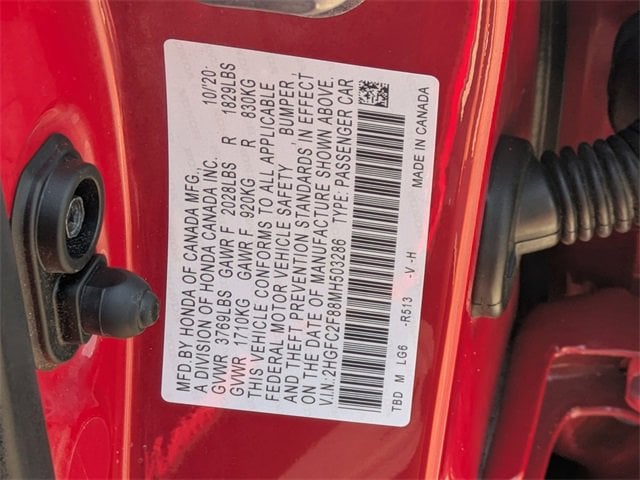 MFD.BY HONDA OF CANADA MFG. 10/'20
A DIVISION OF HONDA CANADA INC.
GVWR 3769LBS GAWR F 2028LBS R 1829LBS
GVWR 1710KG GAWR F 920KG R 830KG
THIS VEHICLE CONFORMS TO ALL APPLICABLE
FEDERAL MOTOR VEHICLE SAFETY, BUMPER,
AND THEFT PREVENTION STANDARDS IN EFFECT
ON THE DATE OF MANUFACTURE SHOWN ABOVE.
V.I.N.: 2HGFC2F88MH503286 TYPE: PASSENGER CAR
TBD M LG6 -R513 -V -H MADE IN CANADA